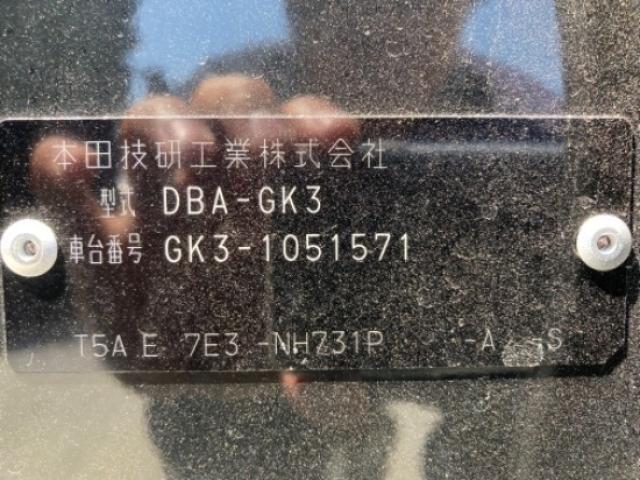 本田技研工業株式会社
型式 DBA-GK3
車台番号 GK3-1051571
T5A E 7E3 -NH731P -A -S